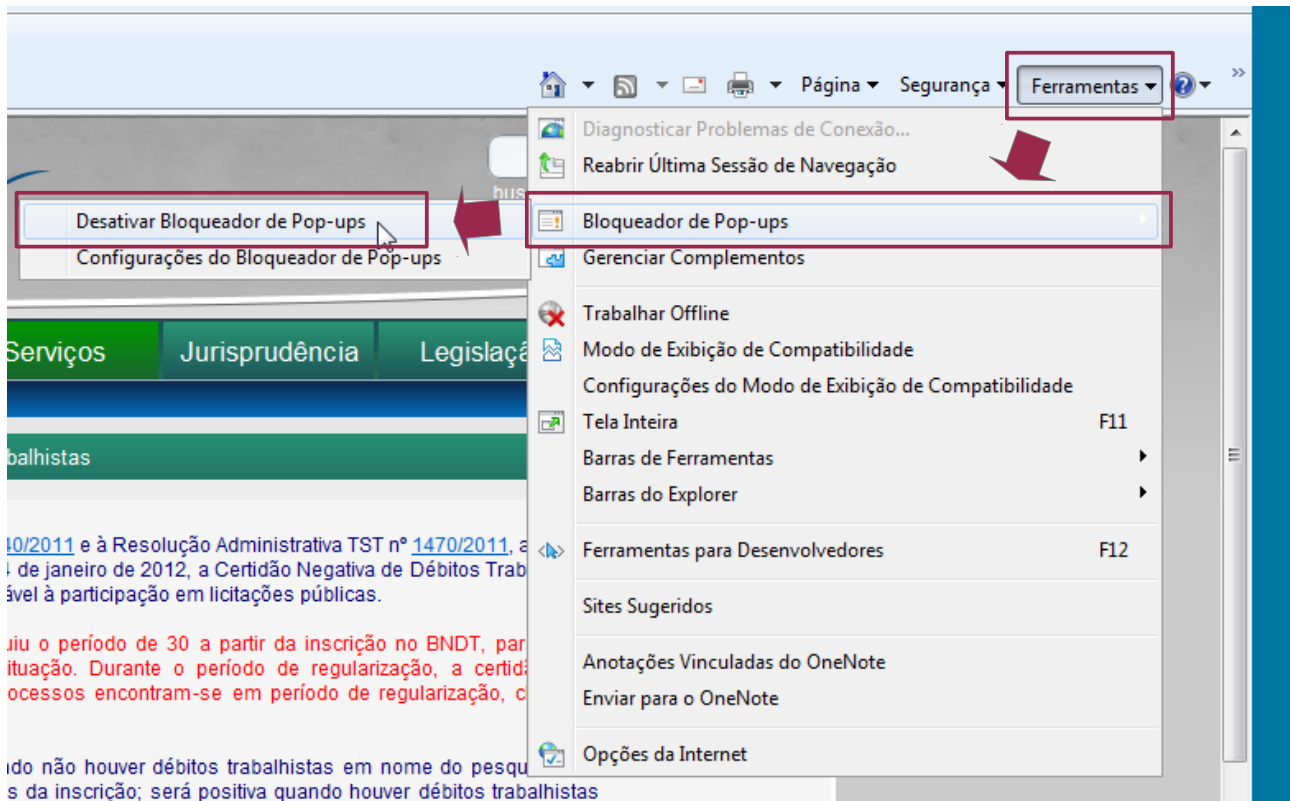 Página Segurança Ferramentas
Diagnosticar Problemas de Conexão...
Reabrir Última Sessão de Navegação
bus
Bloqueador de Pop-ups
Desativar Bloqueador de Pop-ups
Configurações do Bloqueador de Pop-ups
Gerenciar Complementos
Trabalhar Offline
Modo de Exibição de Compatibilidade
Configurações do Modo de Exibição de Compatibilidade
Tela Inteira F11
Barras de Ferramentas
Barras do Explorer
Ferramentas para Desenvolvedores F12
Sites Sugeridos
Anotações Vinculadas do OneNote
Enviar para o OneNote
Opções da Internet
Serviços Jurisprudência Legislaçã
balhistas
40/2011 e à Resolução Administrativa TST nº 1470/2011, a
de janeiro de 2012, a Certidão Negativa de Débitos Trab
ável à participação em licitações públicas.
uiu o período de 30 a partir da inscrição no BNDT, par
ituação. Durante o período de regularização, a certid
ocessos encontram-se em período de regularização, c
do não houver débitos trabalhistas em nome do pesqu
s da inscrição; será positiva quando houver débitos trabalhistas